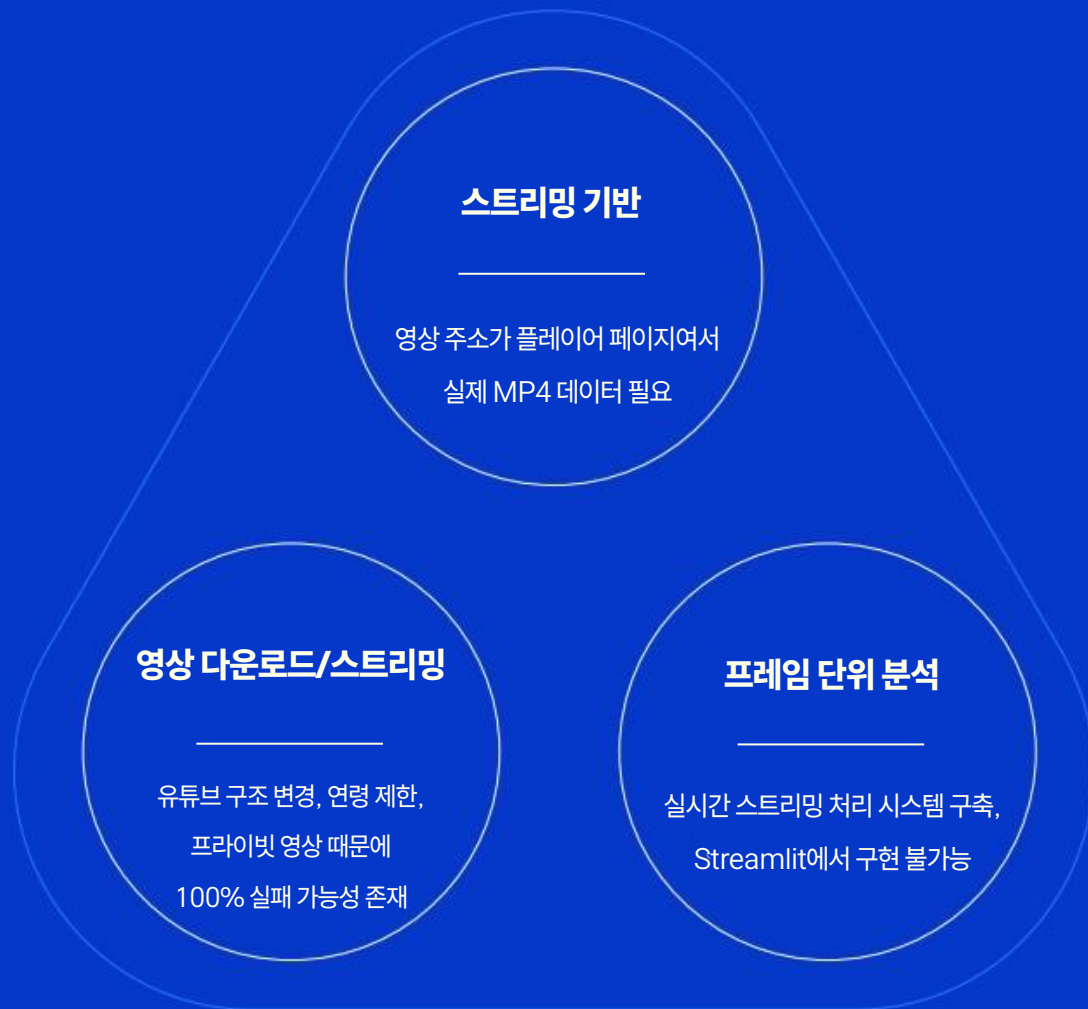 스트리밍 기반
영상 주소가 플레이어 페이지여서
실제 MP4 데이터 필요
영상 다운로드/스트리밍
유튜브 구조 변경, 연령 제한,
프라이빗 영상 때문에
100% 실패 가능성 존재
프레임 단위 분석
실시간 스트리밍 처리 시스템 구축,
Streamlit에서 구현 불가능